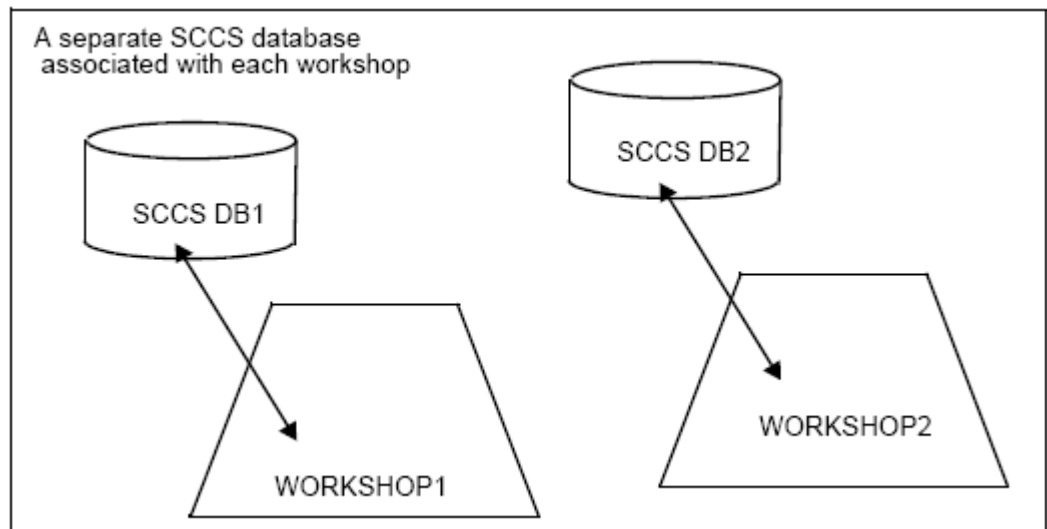 A separate SCCS database
associated with each workshop
SCCS DB1
SCCS DB2
WORKSHOP1
WORKSHOP2